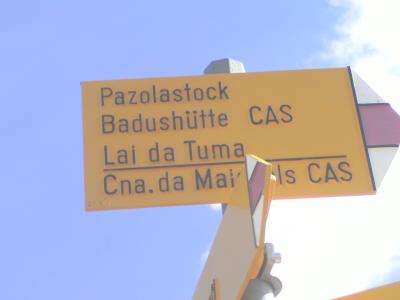 Pazolastock
Badushütte CAS
Lai da Tuma
Cna. da CAS